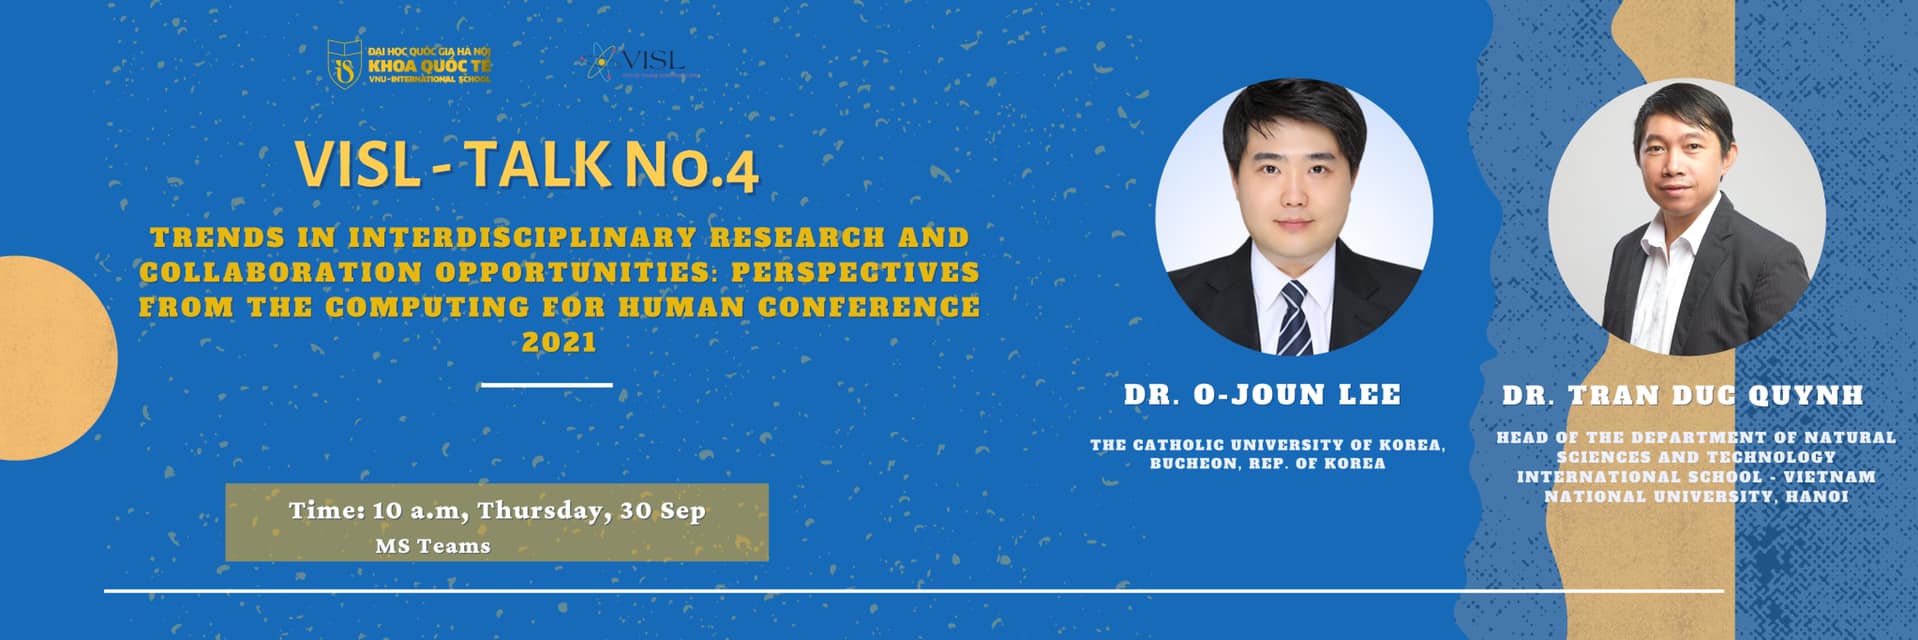 ĐẠI HỌC QUỐC GIA HÀ NỘI
KHOA QUỐC TẾ
VNU-INTERNATIONAL SCHOOL
VISL
VISL - TALK No.4
TRENDS IN INTERDISCIPLINARY RESEARCH AND
COLLABORATION OPPORTUNITIES: PERSPECTIVES
FROM THE COMPUTING FOR HUMAN CONFERENCE
2021
Time: 10 a.m, Thursday, 30 Sep
MS Teams
DR. O-JOUN LEE
THE CATHOLIC UNIVERSITY OF KOREA,
BUCHEON, REP. OF KOREA
DR. TRAN DUC QUYNH
HEAD OF THE DEPARTMENT OF NATURAL
SCIENCES AND TECHNOLOGY
INTERNATIONAL SCHOOL - VIETNAM
NATIONAL UNIVERSITY, HANOI